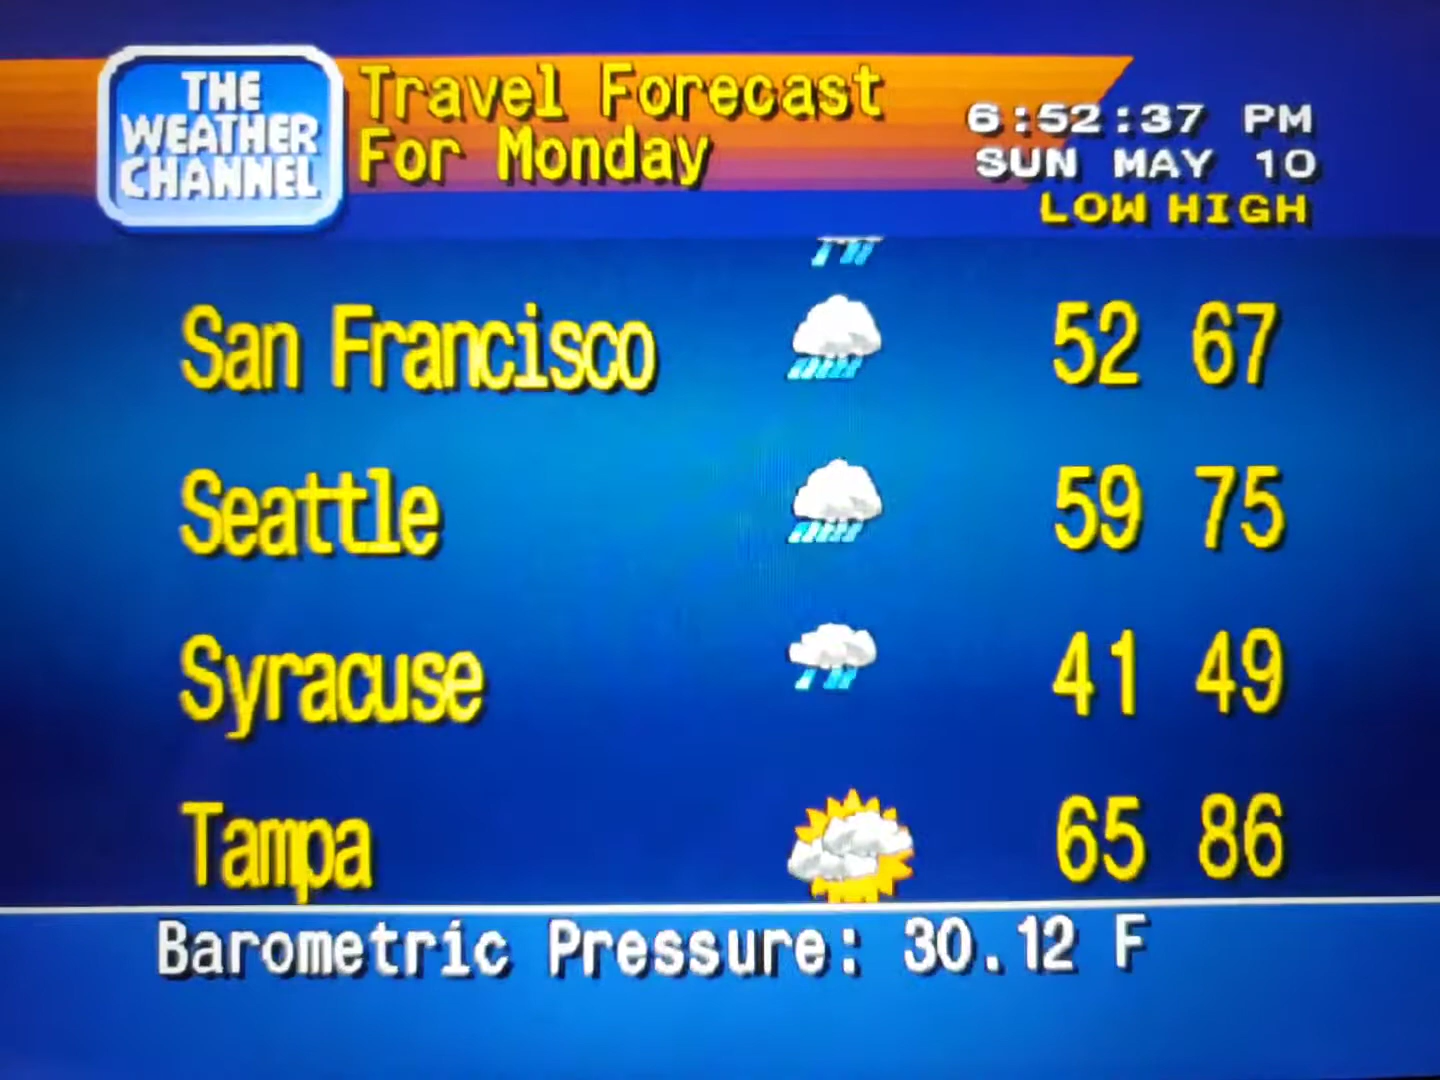 THE
WEATHER
CHANNEL
Travel Forecast
For Monday
6:52:37 PM
SUN MAY 10
LOW HIGH
San Francisco 52 67
Seattle 59 75
Syracuse 41 49
Tampa 65 86
Barometric Pressure: 30.12 F